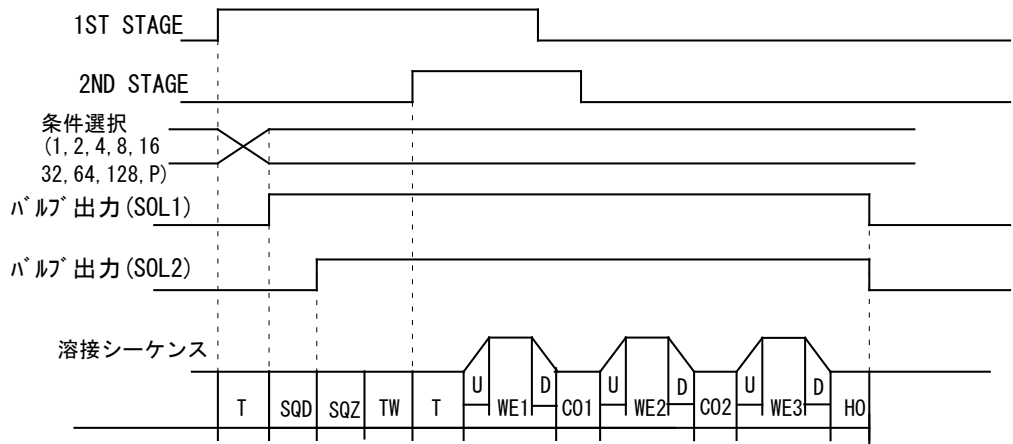 1ST STAGE
2ND STAGE
条件選択
(1,2,4,8,16
32,64,128,P)
ﾊﾞﾙﾌﾞ出力(SOL1)
ﾊﾞﾙﾌﾞ出力(SOL2)
溶接シーケンス
T SQD SQZ TW T U WE1 D CO1 U WE2 D CO2 U WE3 D HO